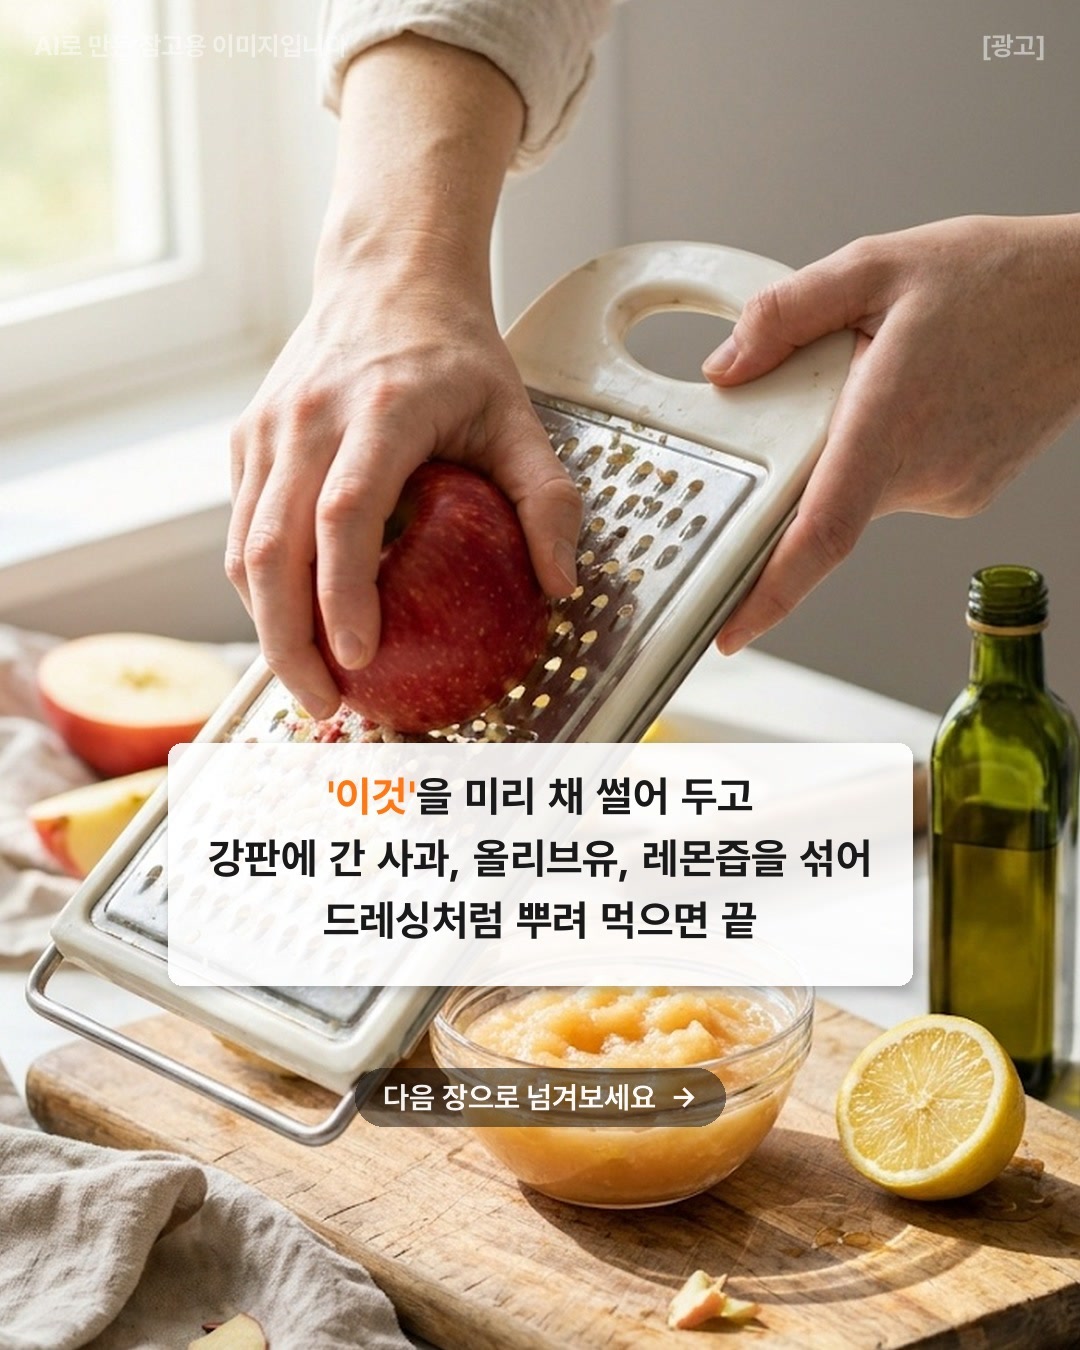 AI로 만든 참고용 이미지입니다
[광고]
'이것'을 미리 채 썰어 두고
강판에 간 사과, 올리브유, 레몬즙을 섞어
드레싱처럼 뿌려 먹으면 끝
다음 장으로 넘겨보세요 →